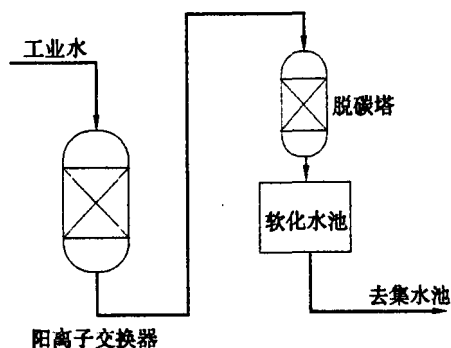 工业水
脱碳塔
软化水池
去集水池
阳离子交换器